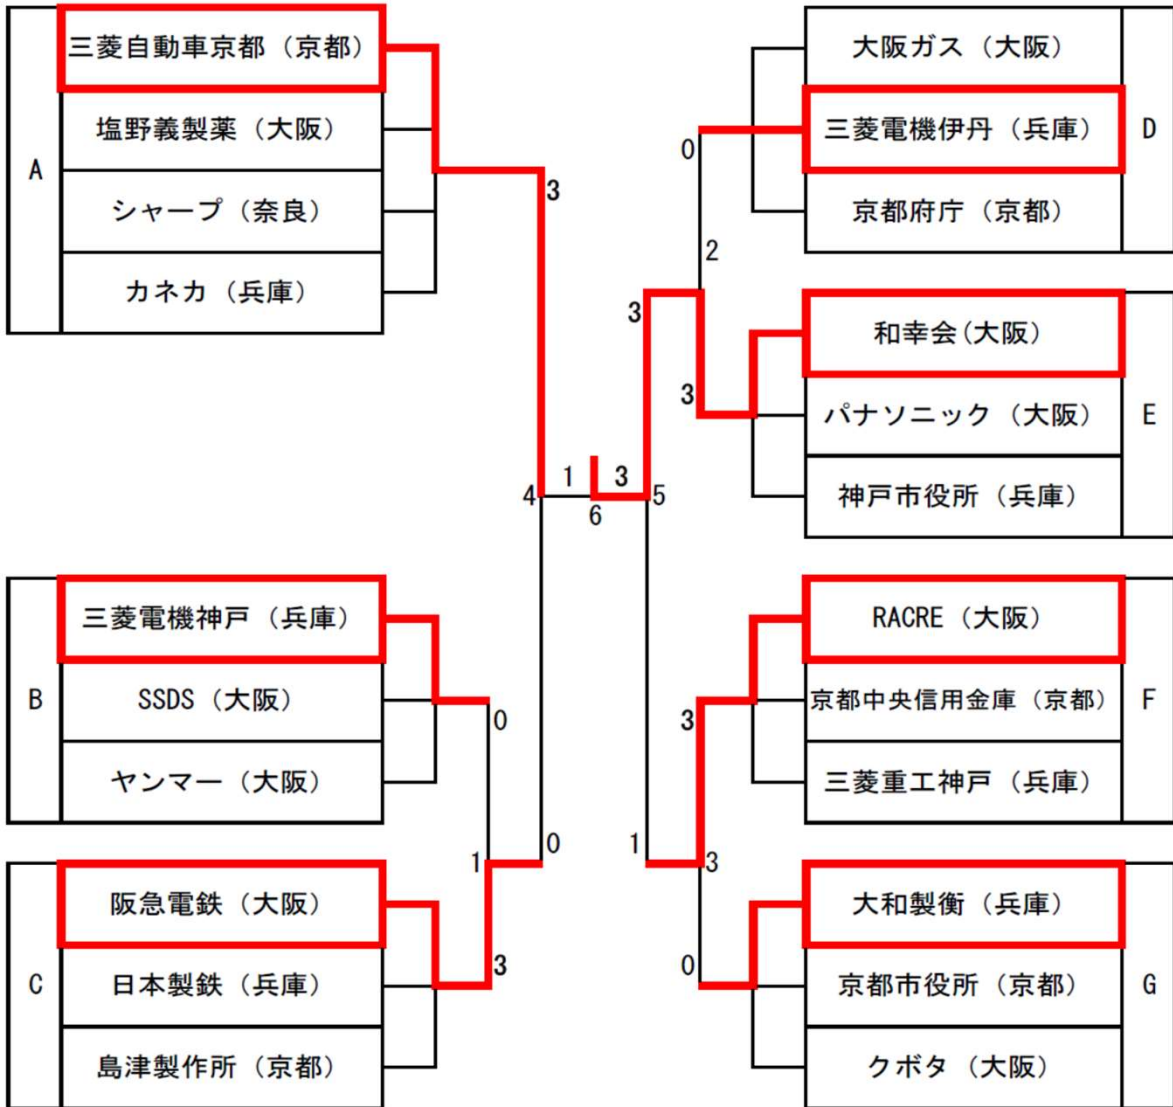 A
三菱自動車京都（京都）
塩野義製薬（大阪）
シャープ（奈良）
カネカ（兵庫）
3
B
三菱電機神戸（兵庫）
SSDS（大阪）
ヤンマー（大阪）
0
1
0
C
阪急電鉄（大阪）
日本製鉄（兵庫）
島津製作所（京都）
3
4
1
6
3
5
大阪ガス（大阪）
三菱電機伊丹（兵庫）
京都府庁（京都）
D
0
2
3
和幸会(大阪)
パナソニック（大阪）
神戸市役所（兵庫）
E
3
RACRE（大阪）
京都中央信用金庫（京都）
三菱重工神戸（兵庫）
F
3
1
3
大和製衡（兵庫）
京都市役所（京都）
クボタ（大阪）
G
0